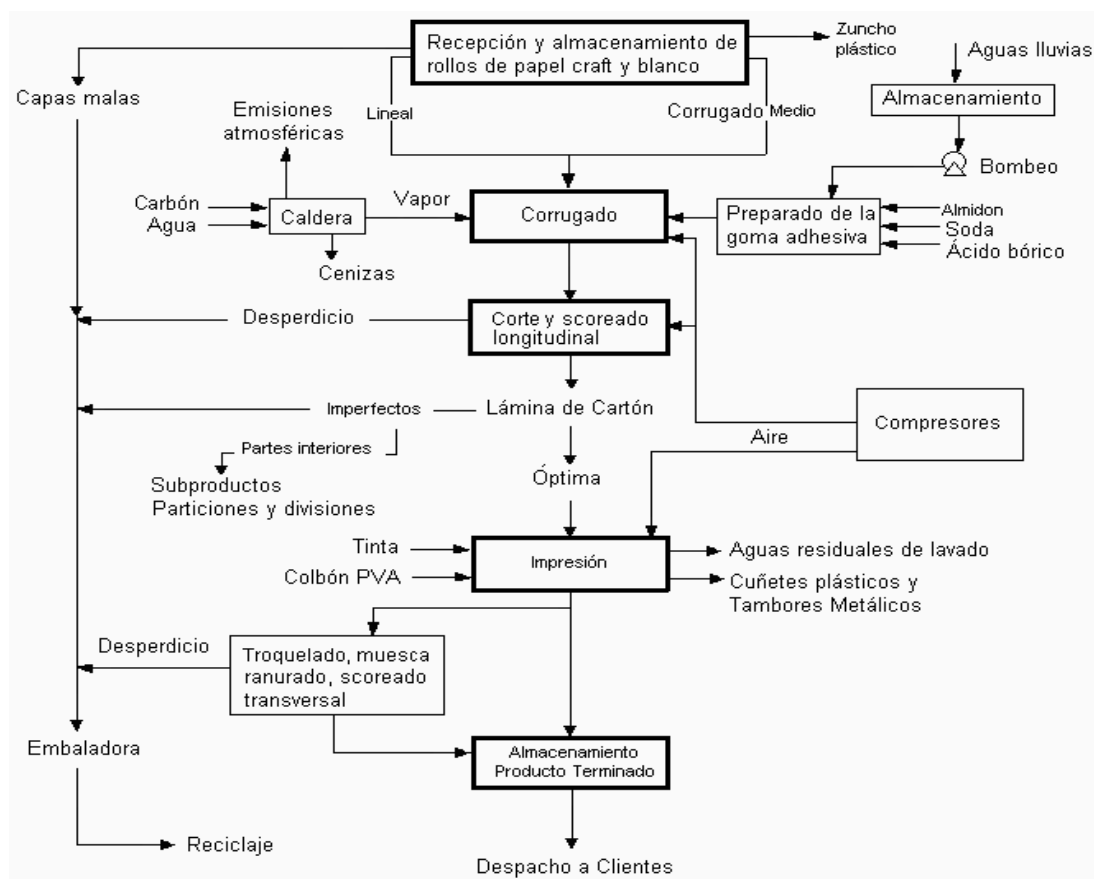 Recepción y almacenamiento de
rollos de papel craft y blanco
Zuncho
plástico
Aguas lluvias
Capas malas
Emisiones
atmosféricas
Lineal
Corrugado Medio
Almacenamiento
Bombeo
Carbón
Agua
Caldera
Vapor
Corrugado
Preparado de la
goma adhesiva
Almidon
Soda
Ácido bórico
Cenizas
Desperdicio
Corte y scoreado
longitudinal
Imperfectos
Lámina de Cartón
Compresores
Aire
Partes interiores
Subproductos
Particiones y divisiones
Óptima
Tinta
Colbón PVA
Impresión
Aguas residuales de lavado
Cuñetes plásticos y
Tambores Metálicos
Desperdicio
Troquelado, muesca
ranurado, scoreado
transversal
Embaladora
Almacenamiento
Producto Terminado
Reciclaje
Despacho a Clientes